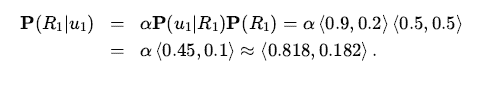 P(R₁|u₁) = αP(u₁|R₁)P(R₁) = α ⟨0.9, 0.2⟩ ⟨0.5, 0.5⟩
= α ⟨0.45, 0.1⟩ ≈ ⟨0.818, 0.182⟩ .